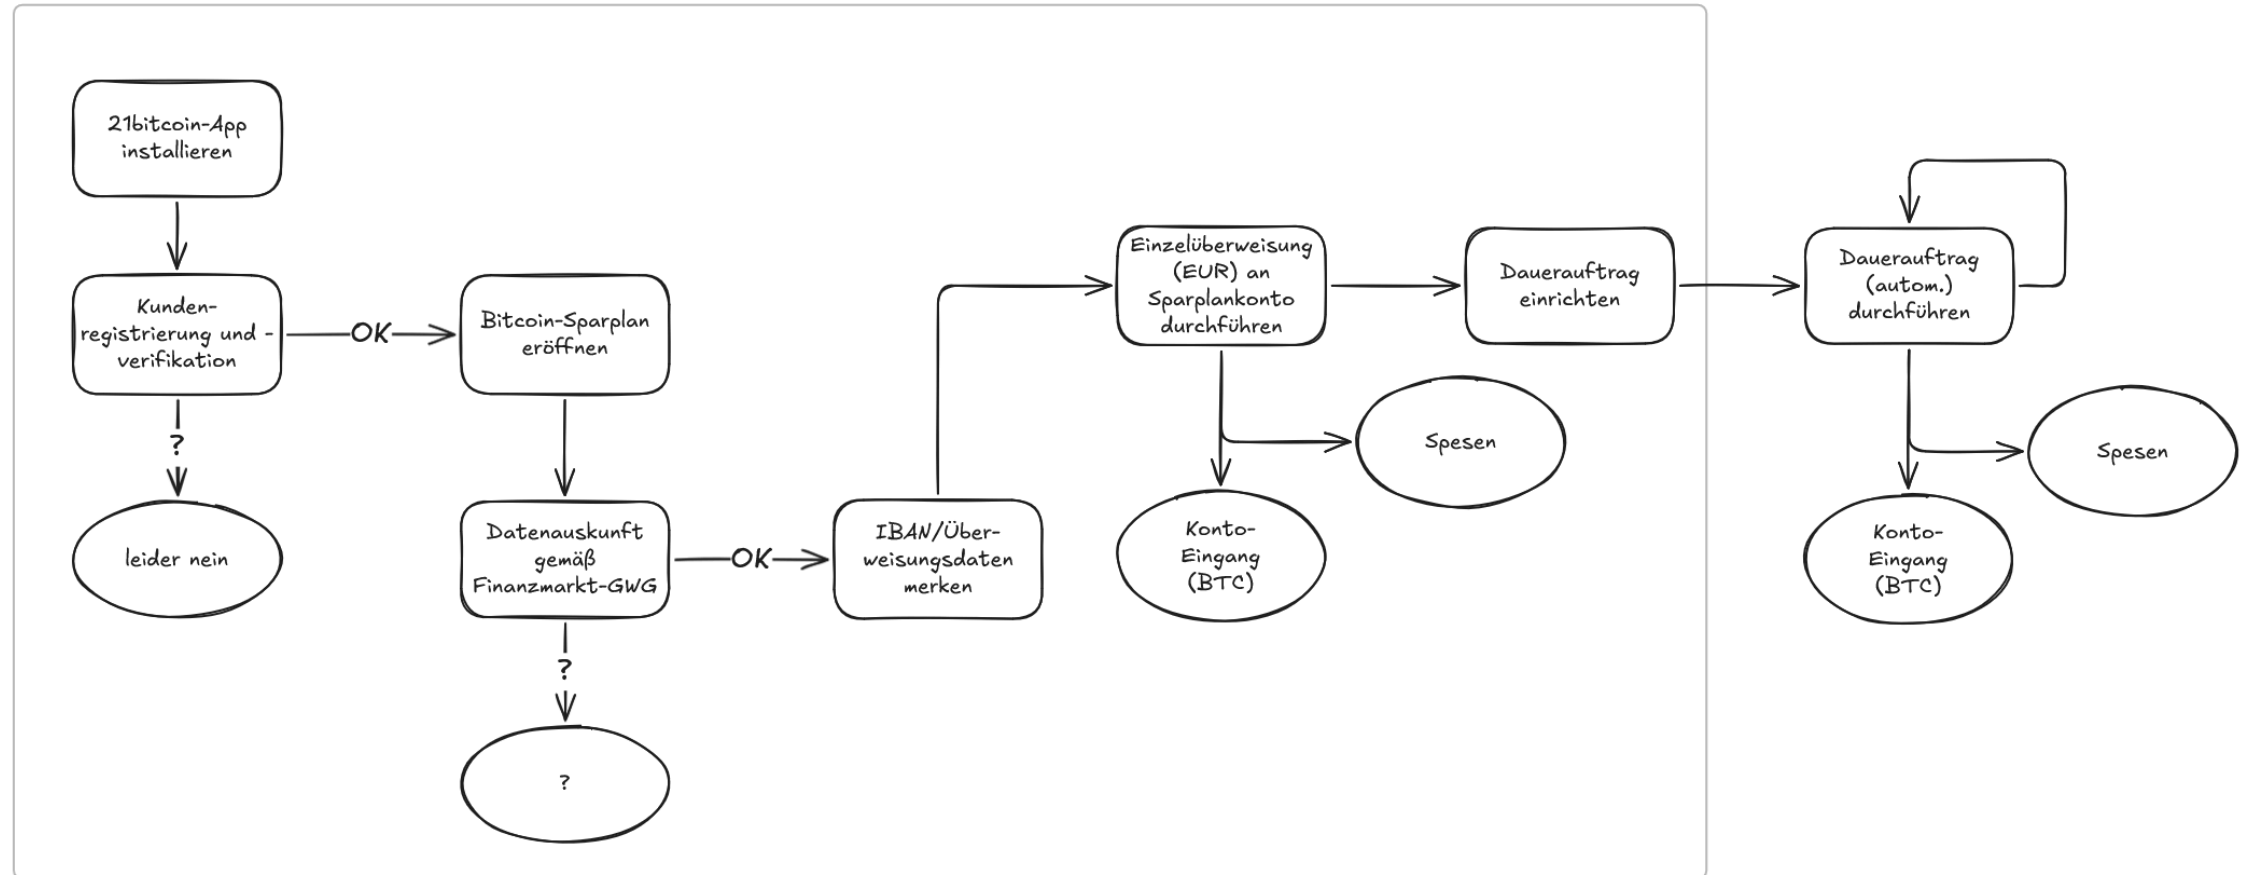 21bitcoin-App
installieren
Kunden-
registrierung und -
verifikation
OK
Bitcoin-Sparplan
eröffnen
?
leider nein
Datenauskunft
gemäß
Finanzmarkt-GWG
OK
IBAN/Über-
weisungsdaten
merken
?
?
Einzelüberweisung
(EUR) an
Sparplankonto
durchführen
Dauerauftrag
einrichten
Spesen
Konto-
Eingang
(BTC)
Dauerauftrag
(autom.)
durchführen
Spesen
Konto-
Eingang
(BTC)